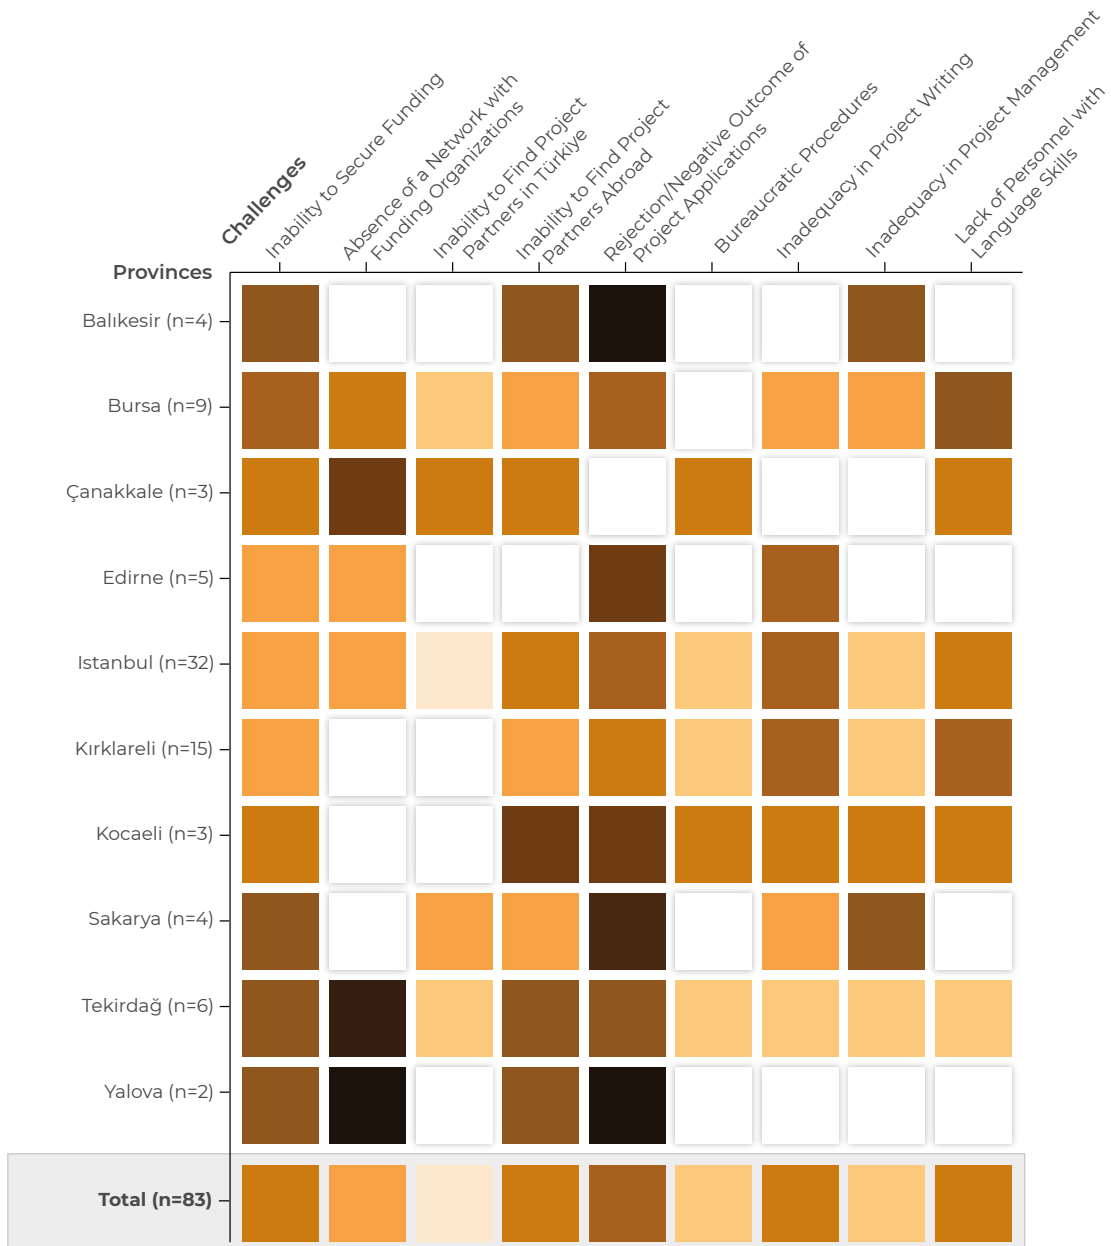 Challenges
Inability to Secure Funding
Absence of a Network with
Funding Organizations
Inability to Find Project
Partners in Türkiye
Inability to Find Project
Partners Abroad
Rejection/Negative Outcome of
Project Applications
Bureaucratic Procedures
Inadequacy in Project Writing
Inadequacy in Project Management
Lack of Personnel with
Language Skills
Provinces
Balıkesir (n=4)
Bursa (n=9)
Çanakkale (n=3)
Edirne (n=5)
Istanbul (n=32)
Kırklareli (n=15)
Kocaeli (n=3)
Sakarya (n=4)
Tekirdağ (n=6)
Yalova (n=2)
Total (n=83)